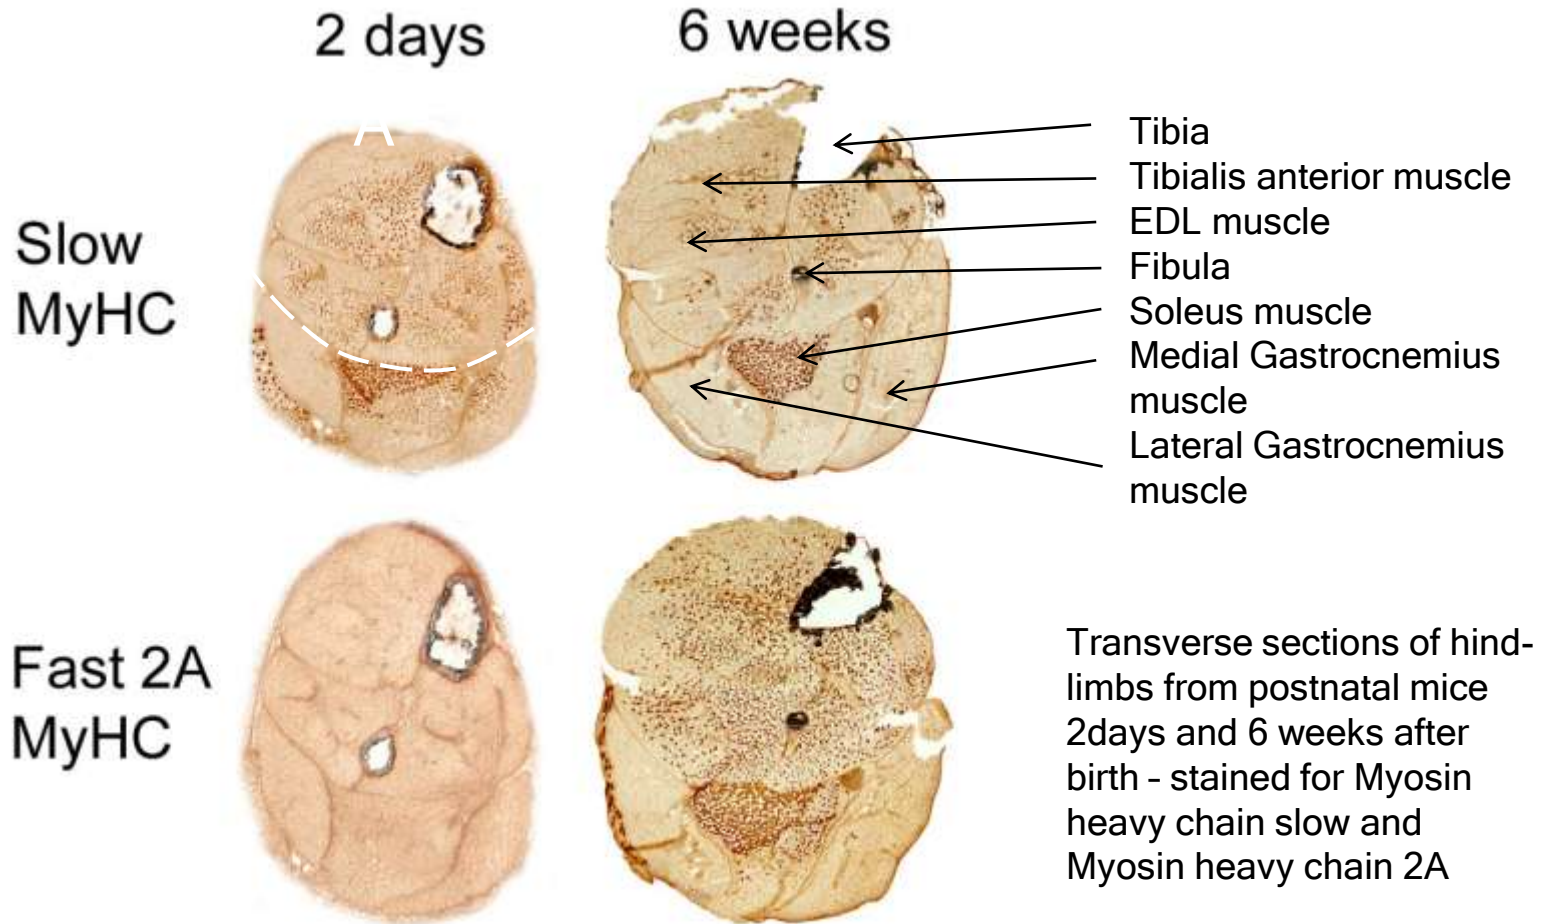 2 days
6 weeks
A
Slow
MyHC
Tibia
Tibialis anterior muscle
EDL muscle
Fibula
Soleus muscle
Medial Gastrocnemius
muscle
Lateral Gastrocnemius
muscle
Fast 2A
MyHC
Transverse sections of hind-
limbs from postnatal mice
2days and 6 weeks after
birth - stained for Myosin
heavy chain slow and
Myosin heavy chain 2A